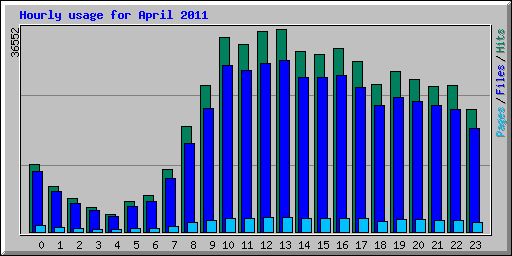 Hourly usage for April 2011
36552
Pages / Files / Hits
0 1 2 3 4 5 6 7 8 9 10 11 12 13 14 15 16 17 18 19 20 21 22 23